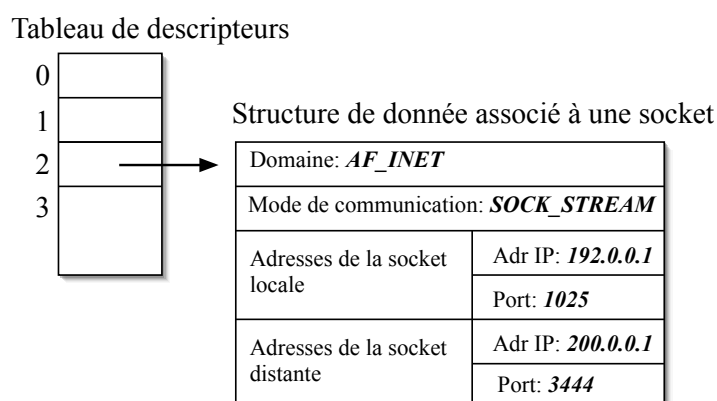 Tableau de descripteurs
0
1
2
3
Structure de donnée associé à une socket
Domaine: AF_INET
Mode de communication: SOCK_STREAM
Adresses de la socket
locale
Adr IP: 192.0.0.1
Port: 1025
Adresses de la socket
distante
Adr IP: 200.0.0.1
Port: 3444